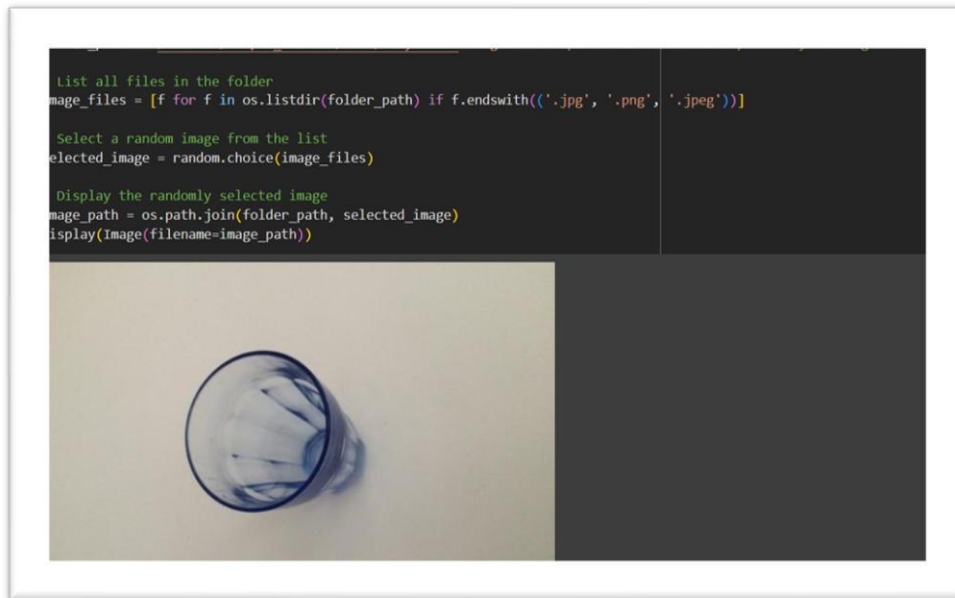 List all files in the folder
mage_files = [f for f in os.listdir(folder_path) if f.endswith(('.jpg', '.png', '.jpeg'))]
Select a random image from the list
elected_image = random.choice(image_files)
Display the randomly selected image
mage_path = os.path.join(folder_path, selected_image)
isplay(Image(filename=image_path))